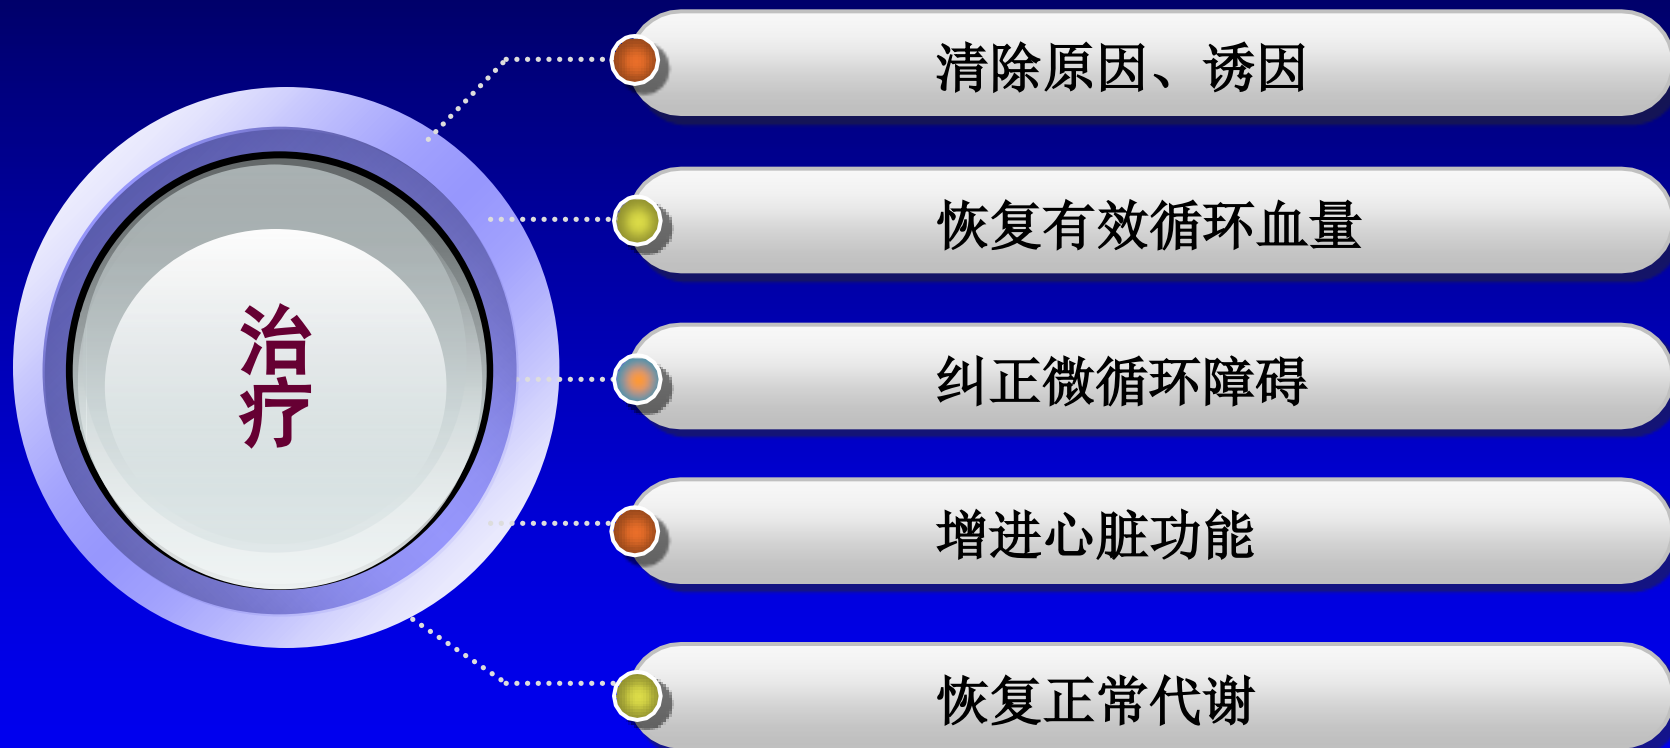 治疗
清除原因、诱因
恢复有效循环血量
纠正微循环障碍
增进心脏功能
恢复正常代谢